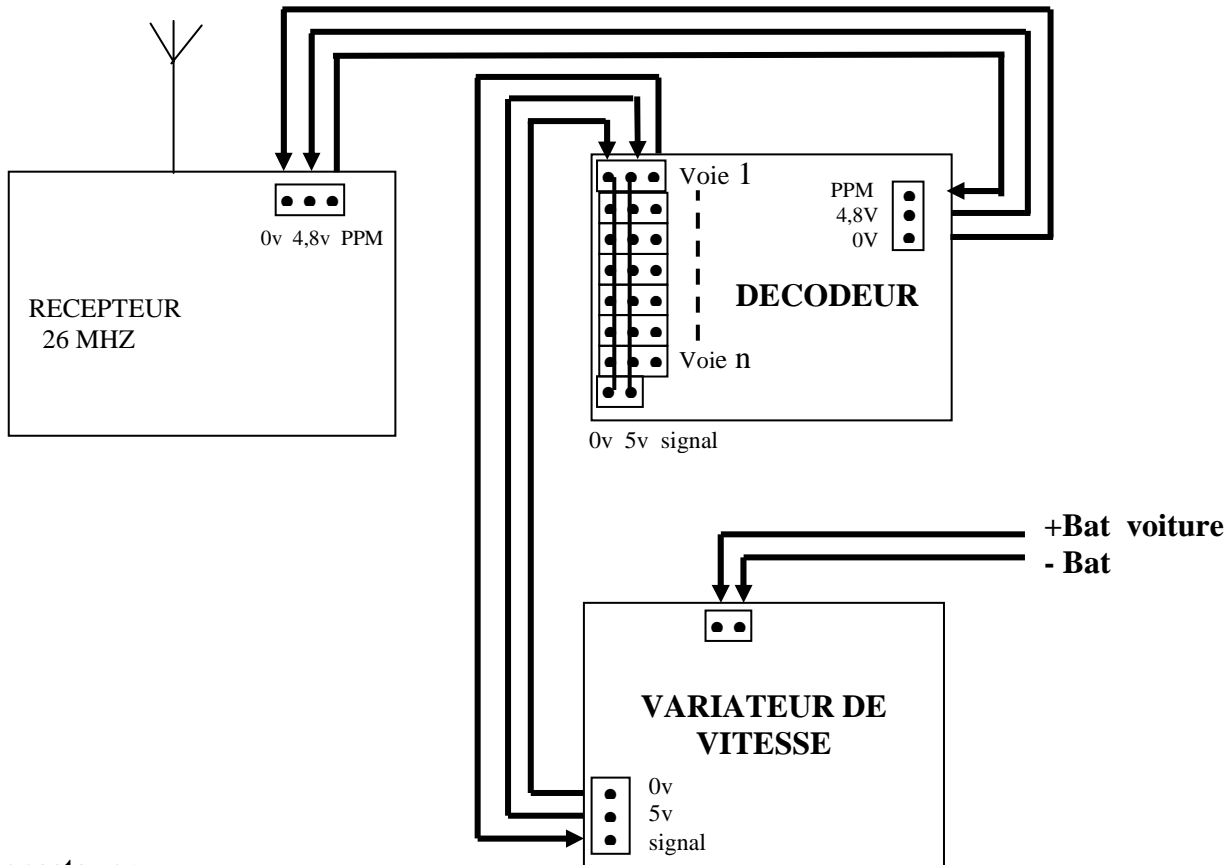 0v 4,8v PPM
RECEPTEUR
26 MHZ
Voie 1
PPM
4,8V
0V
DECODEUR
Voie n
0v 5v signal
+Bat voiture
- Bat
VARIATEUR DE
VITESSE
0v
5v
signal